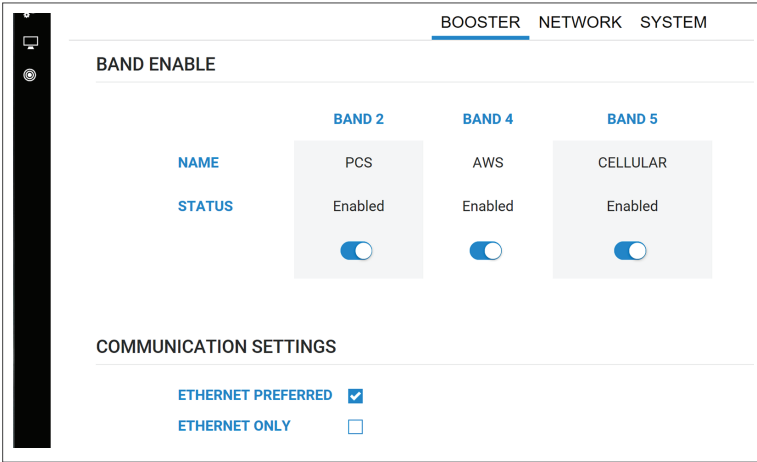 BOOSTER NETWORK SYSTEM
BAND ENABLE
BAND 2 BAND 4 BAND 5
NAME PCS AWS CELLULAR
STATUS Enabled Enabled Enabled
COMMUNICATION SETTINGS
ETHERNET PREFERRED
ETHERNET ONLY